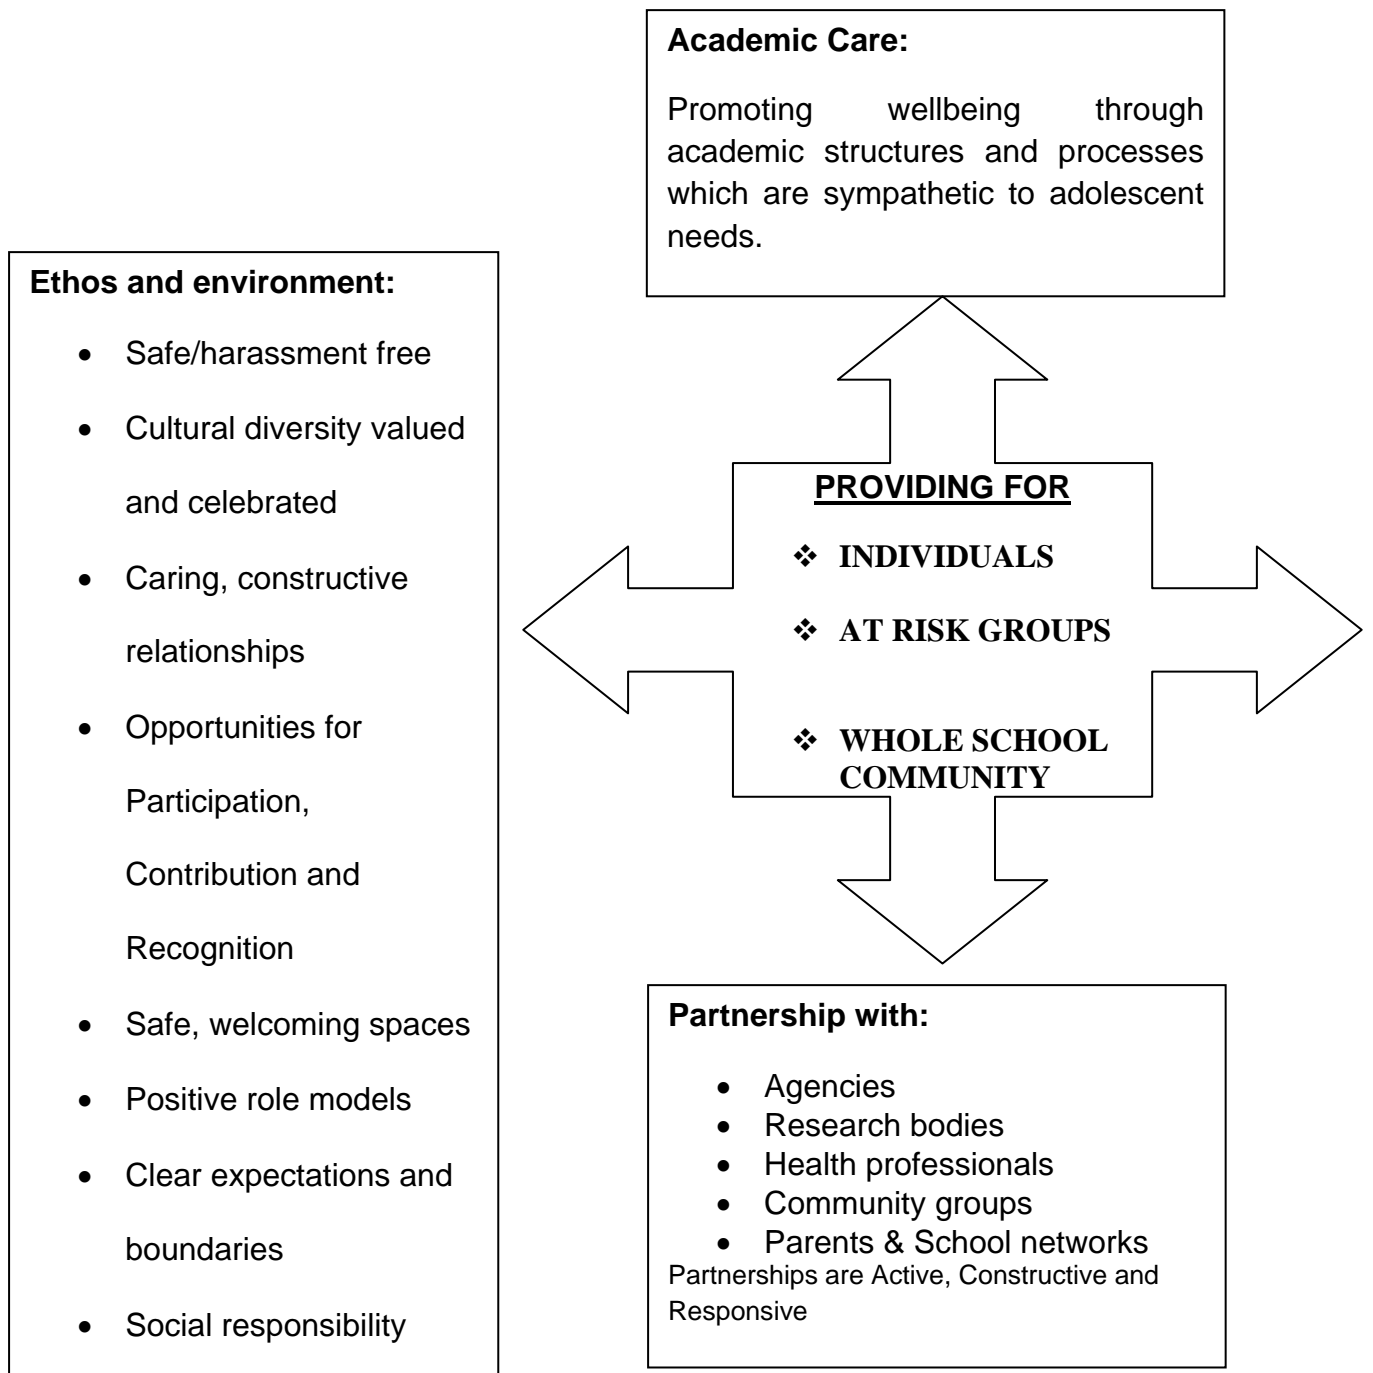 Academic Care:
Promoting wellbeing through
academic structures and processes
which are sympathetic to adolescent
needs.
Ethos and environment:
• Safe/harassment free
• Cultural diversity valued
and celebrated
• Caring, constructive
relationships
• Opportunities for
Participation,
Contribution and
Recognition
• Safe, welcoming spaces
• Positive role models
• Clear expectations and
boundaries
• Social responsibility
PROVIDING FOR
❖ INDIVIDUALS
❖ AT RISK GROUPS
❖ WHOLE SCHOOL
COMMUNITY
Partnership with:
• Agencies
• Research bodies
• Health professionals
• Community groups
• Parents & School networks
Partnerships are Active, Constructive and
Responsive